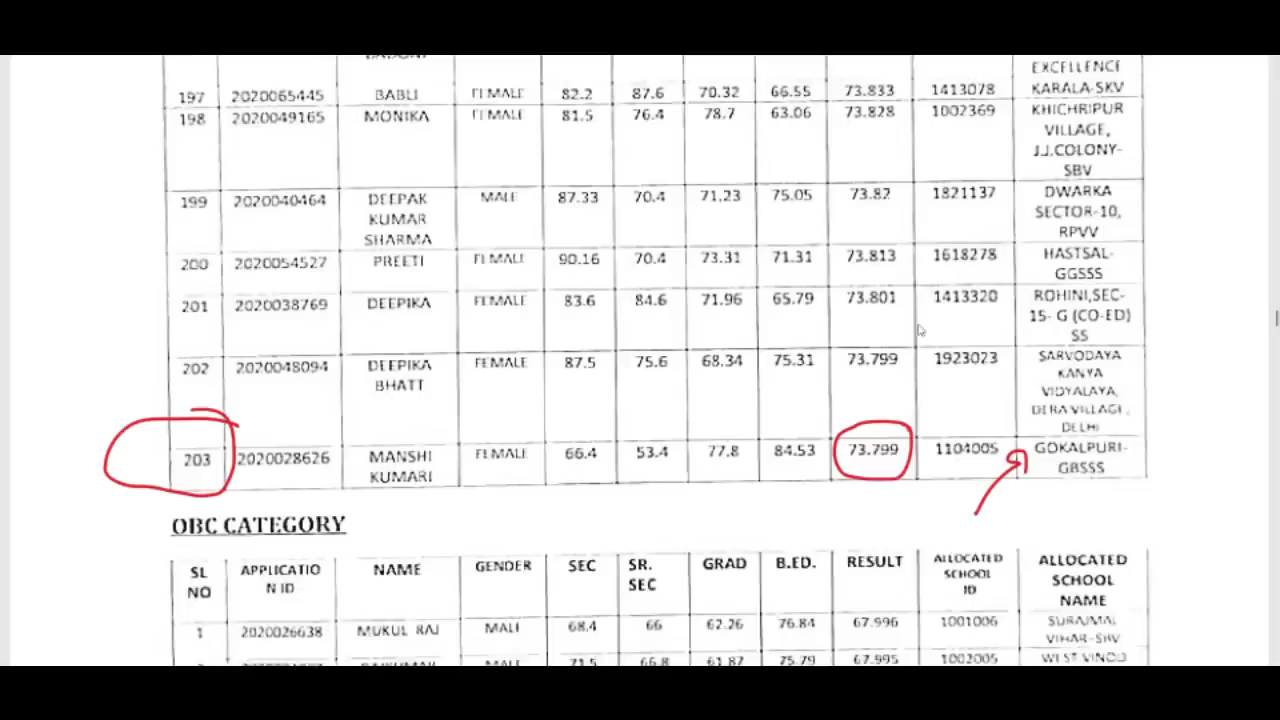 EXCELLENCE
197 2020065445 BABLI FEMALE 82.2 87.6 70.32 66.55 73.833 1413078 KARALA-SKV
198 2020049165 MONIKA FEMALE 81.5 76.4 78.7 63.06 73.828 1002369 KHICHRIPUR
VILLAGE,
J.J.COLONY-
SBV
199 2020040464 DEEPAK MALE 87.33 70.4 71.23 75.05 73.82 1821137 DWARKA
KUMAR SECTOR-10,
SHARMA RPVV
200 2020054527 PREETI FEMALE 90.16 70.4 73.31 71.31 73.813 1618278 HASTSAL-
GGSSS
201 2020038769 DEEPIKA FEMALE 83.6 84.6 71.96 65.79 73.801 1413320 ROHINI,SEC-
15- G (CO-ED)
SS
202 2020048094 DEEPIKA FEMALE 87.5 75.6 68.34 75.31 73.799 1923023 SARVODAYA
BHATT KANYA
VIDYALAYA,
DERA VILLAGE,
DELHI
203 2020028626 MANSHI FEMALE 66.4 53.4 77.8 84.53 73.799 1104005 GOKALPURI-
KUMARI GBSSS
OBC CATEGORY
SL APPLICATIO NAME GENDER SEC SR. GRAD B.ED. RESULT ALLOCATED ALLOCATED
NO N ID SEC SCHOOL SCHOOL
ID NAME
1 2020026638 MUKUL RAJ MALE 68.4 66 62.26 76.84 67.996 1001006 SURAJMAL
VIHAR-SBV
MALE 71.5 66.8 61.87 75.79 67.995 1002005 WEST VINOD